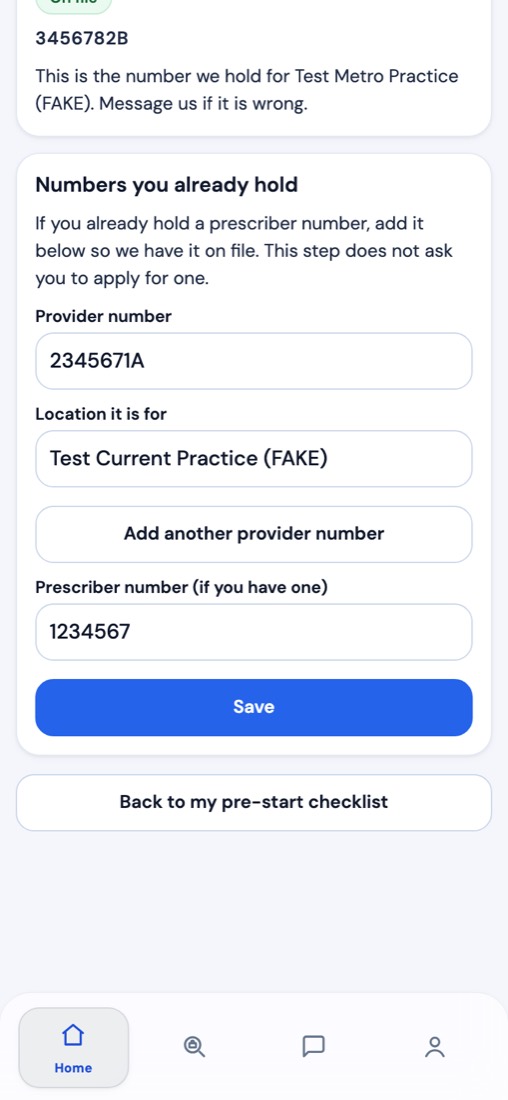 On file
3456782B
This is the number we hold for Test Metro Practice
(FAKE). Message us if it is wrong.
Numbers you already hold
If you already hold a prescriber number, add it
below so we have it on file. This step does not ask
you to apply for one.
Provider number
2345671A
Location it is for
Test Current Practice (FAKE)
Add another provider number
Prescriber number (if you have one)
1234567
Save
Back to my pre-start checklist
Home